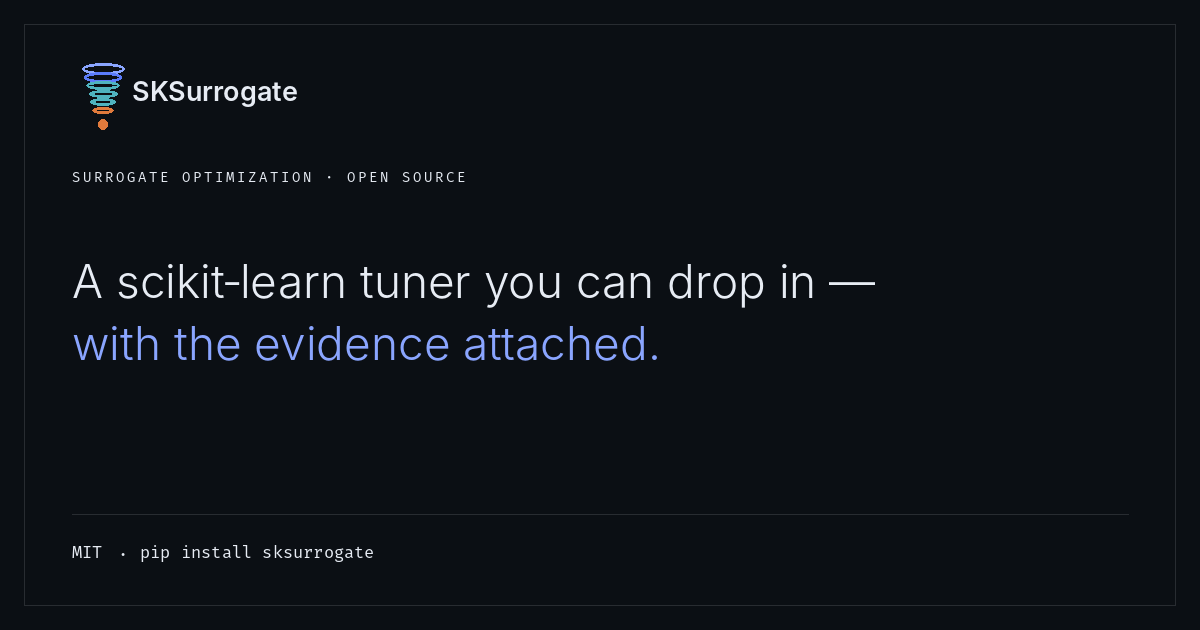 SKSurrogate
SURROGATE OPTIMIZATION · OPEN SOURCE
A scikit-learn tuner you can drop in —
with the evidence attached.
MIT · pip install sksurrogate